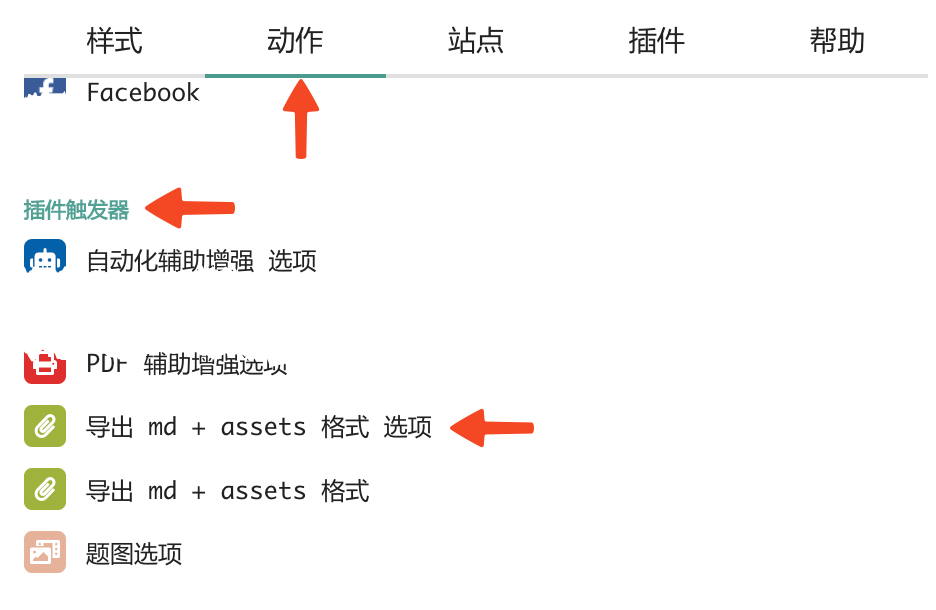 样式 动作 站点 插件 帮助
Facebook
插件触发器
自动化辅助增强 选项
PDF 辅助增强选项
导出 md + assets 格式 选项
导出 md + assets 格式
题图选项